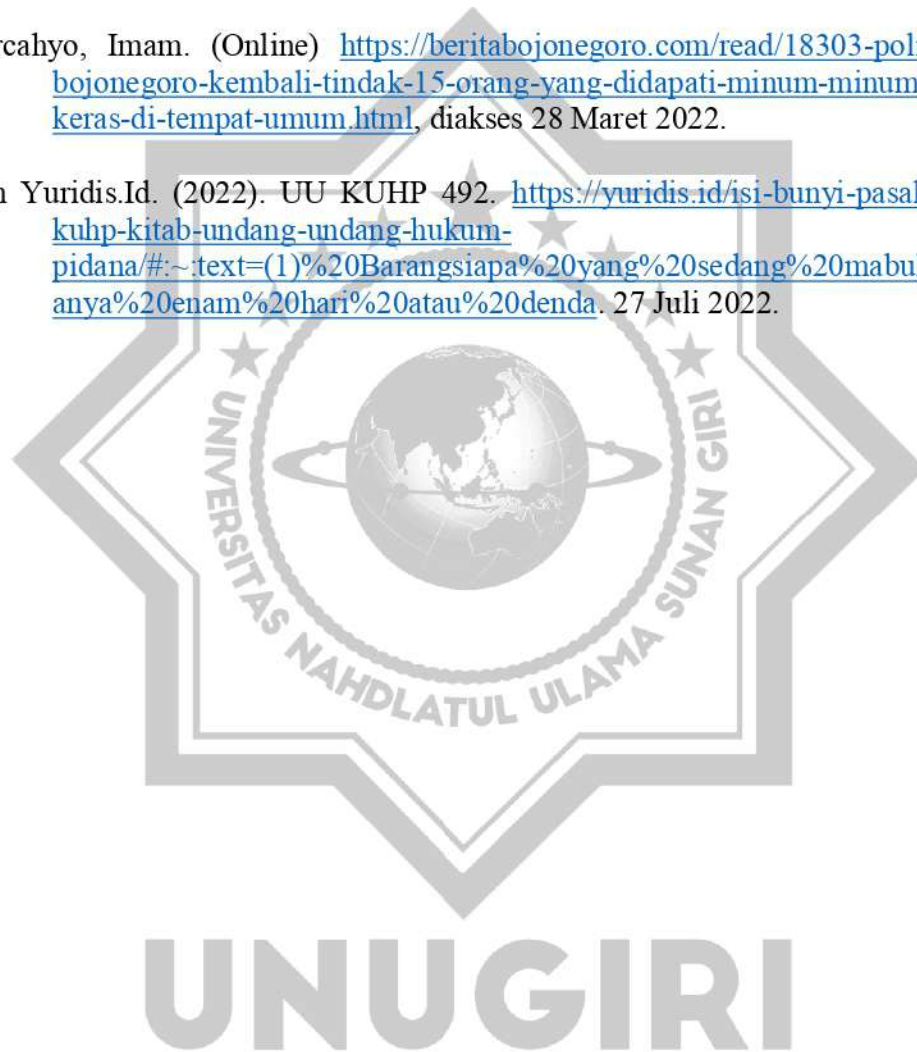 rcahyo, Imam. (Online) https://beritabojonegoro.com/read/18303-pol
bojonegoro-kembali-tindak-15-orang-yang-didapati-minum-minum
keras-di-tempat-umum.html, diakses 28 Maret 2022.
Yuridis.Id. (2022). UU KUHP 492. https://yuridis.id/isi-bunyi-pasal
kuhp-kitab-undang-undang-hukum-
pidana/#:~:text=(1)%20Barangsiapa%20yang%20sedang%20mabu
anya%20enam%20hari%20atau%20denda. 27 Juli 2022.
UNIVERSITAS NAHDLATUL ULAMA SUNAN GIRI
UNUGIRI